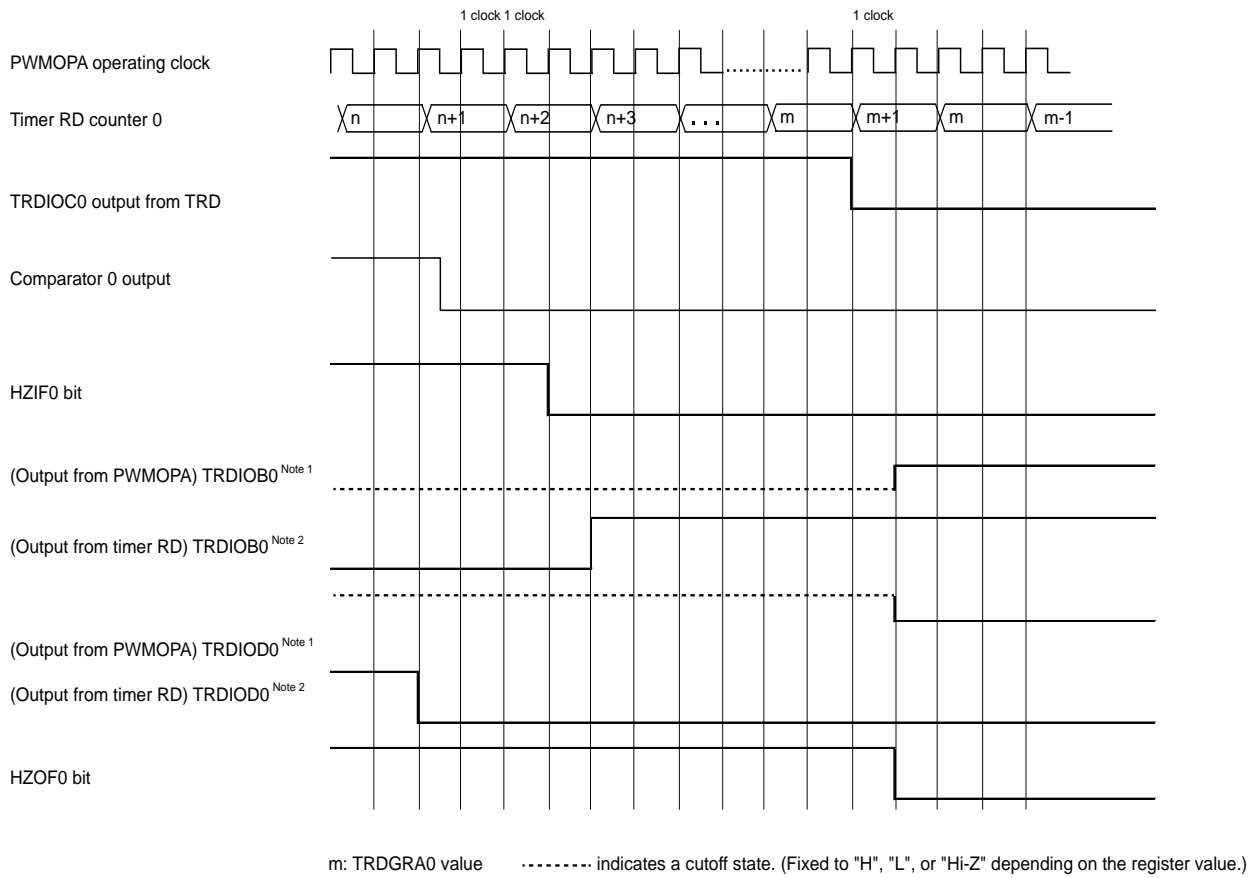 1 clock 1 clock 1 clock
PWMOPA operating clock
Timer RD counter 0 n n+1 n+2 n+3 . . . m m+1 m m-1
TRDIOC0 output from TRD
Comparator 0 output
HZIF0 bit
(Output from PWMOPA) TRDIOB0 Note 1
(Output from timer RD) TRDIOB0 Note 2
(Output from PWMOPA) TRDIOD0 Note 1
(Output from timer RD) TRDIOD0 Note 2
HZOF0 bit
m: TRDGRA0 value indicates a cutoff state. (Fixed to "H", "L", or "Hi-Z" depending on the register value.)